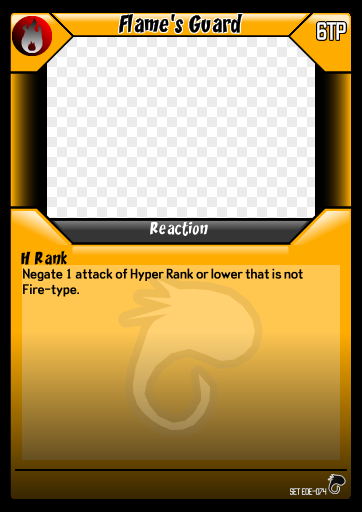 Flame's Guard
6TP
Reaction
H Rank
Negate 1 attack of Hyper Rank or lower that is not
Fire-type.
SET EOE-074